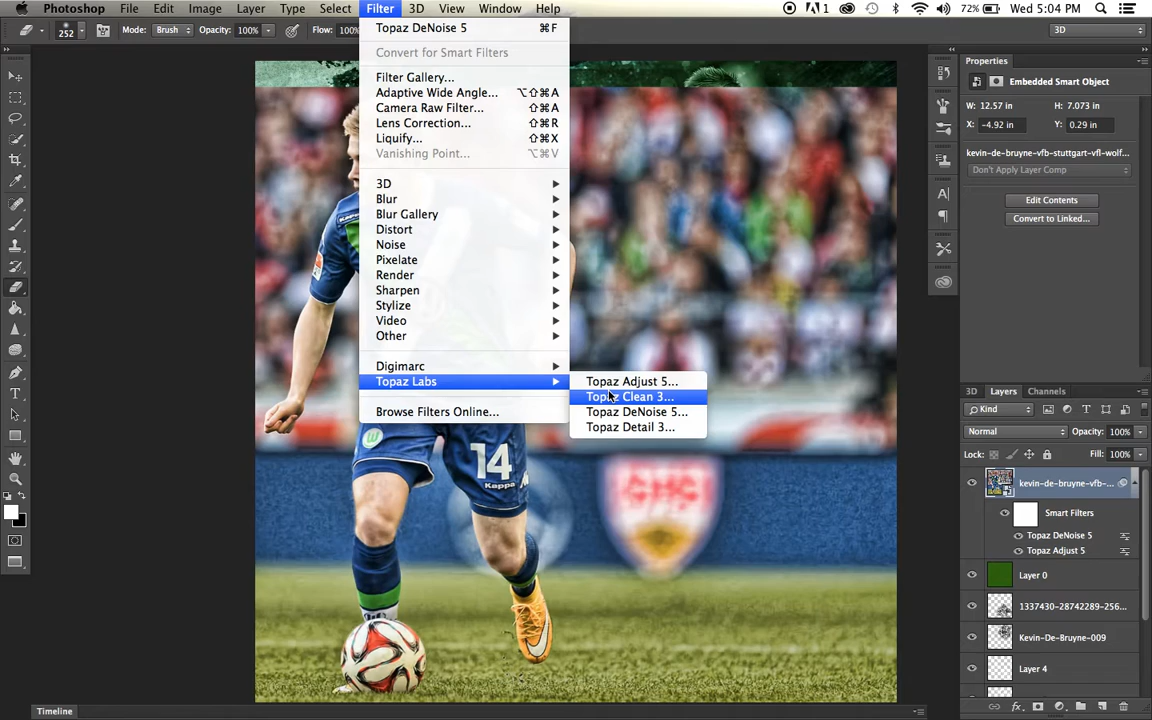 Photoshop File Edit Image Layer Type Select Filter 3D View Window Help 1 72% Wed 5:04 PM
252 Mode: Brush Opacity: 100% Flow: 100% 3D
Topaz DeNoise 5 ⌘F
Convert for Smart Filters
Filter Gallery...
Adaptive Wide Angle... ⌥⇧⌘A
Camera Raw Filter... ⇧⌘A
Lens Correction... ⇧⌘R
Liquify... ⇧⌘X
Vanishing Point... ⌥⌘V
3D
Blur
Blur Gallery
Distort
Noise
Pixelate
Render
Sharpen
Stylize
Video
Other
Digimarc
Topaz Labs
Browse Filters Online...
Topaz Adjust 5...
Topaz Clean 3...
Topaz DeNoise 5...
Topaz Detail 3...
14
Kappa
Properties
Embedded Smart Object
W: 12.57 in H: 7.073 in
X: -4.92 in Y: 0.29 in
kevin-de-bruyne-vfb-stuttgart-vfl-wolf...
Don't Apply Layer Comp
Edit Contents
Convert to Linked...
3D Layers Channels
Kind
Normal Opacity: 100%
Lock: Fill: 100%
kevin-de-bruyne-vfb-...
Smart Filters
Topaz DeNoise 5
Topaz Adjust 5
Layer 0
1337430-28742289-256...
Kevin-De-Bruyne-009
Layer 4
Timeline